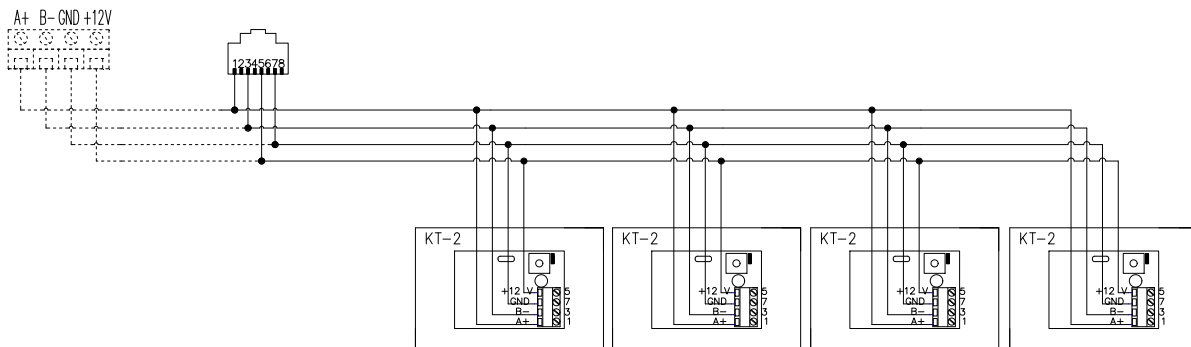 A+ B- GND +12V
12345678
KT-2
+12 V 5
GND 7
B- 3
A+ 1
KT-2
+12 V 5
GND 7
B- 3
A+ 1
KT-2
+12 V 5
GND 7
B- 3
A+ 1
KT-2
+12 V 5
GND 7
B- 3
A+ 1